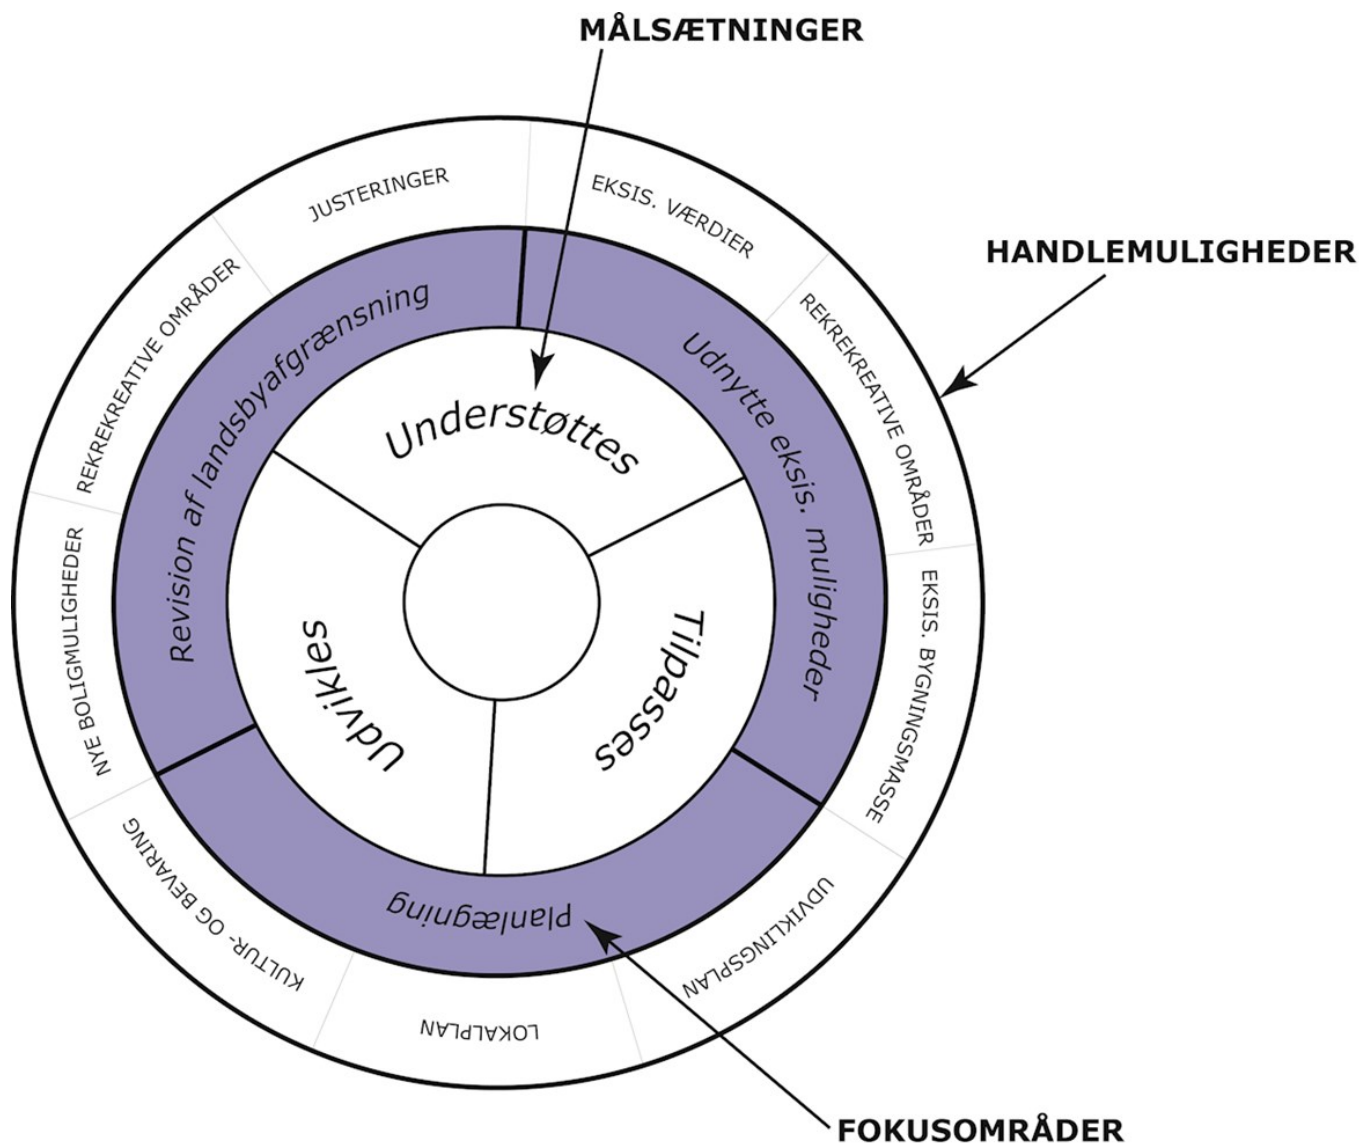 MÅLSÆTNINGER
HANDLEMULIGHEDER
FOKUSOMRÅDER
JUSTERINGER
EKSIS. VÆRDIER
REKREKREATIVE OMRÅDER
EKSIS. BYGNINGSMASSE
UDVIKLINGSPLAN
LOKALPLAN
KULTUR- OG BEVARING
NYE BOLIGMULIGHEDER
REKREKREATIVE OMRÅDER
Revision af landsbyafgrænsning
Udnytte eksis. muligheder
Planlægning
Understøttes
Tilpasses
Udvikles